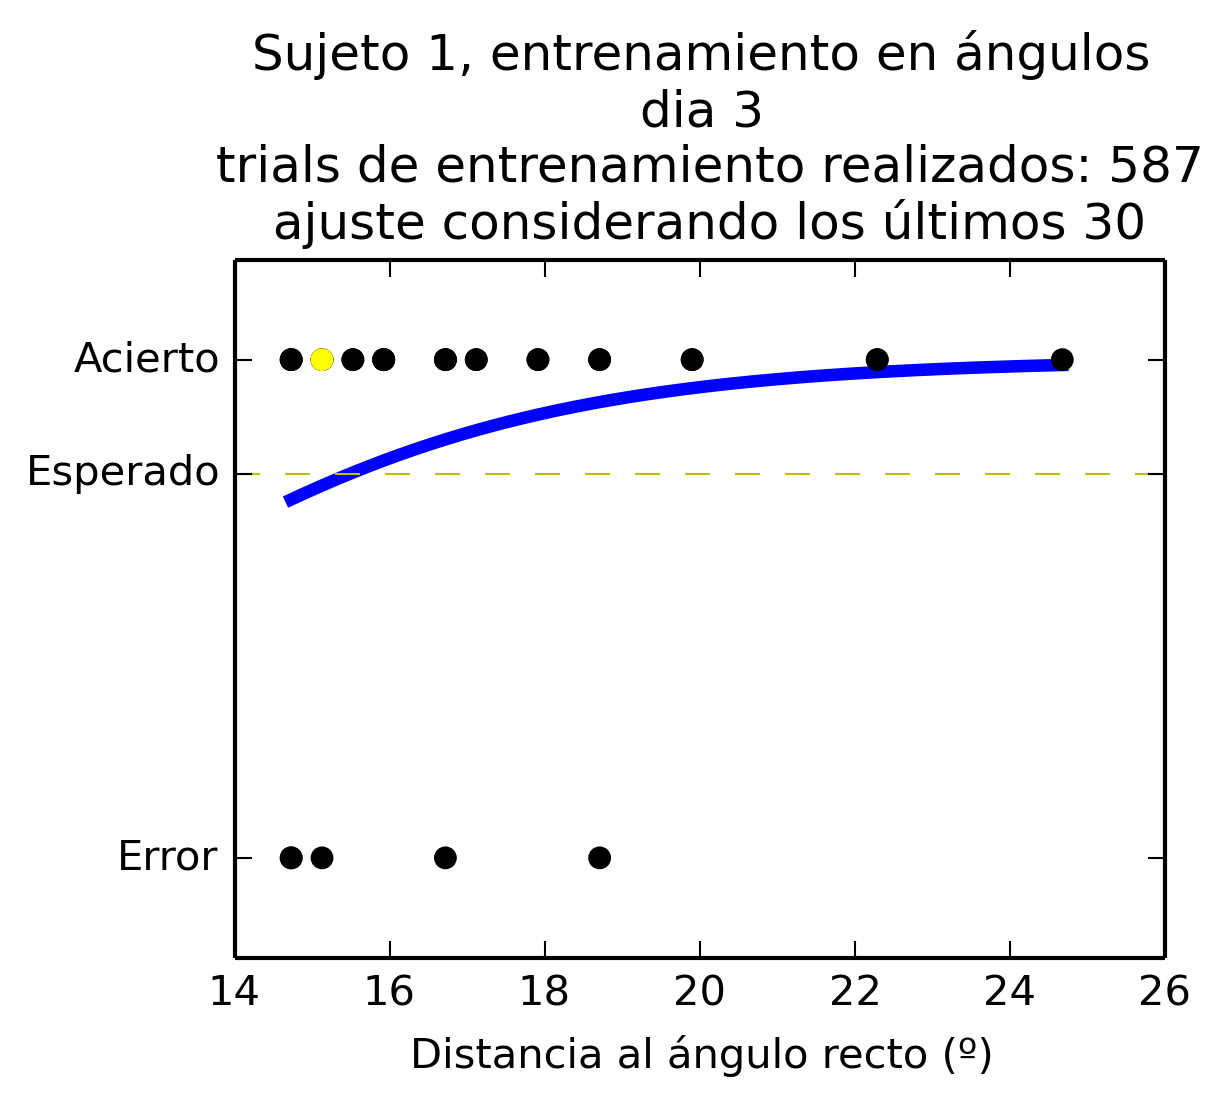 Sujeto 1, entrenamiento en ángulos
dia 3
trials de entrenamiento realizados: 587
ajuste considerando los últimos 30
Acierto
Esperado
Error
14 16 18 20 22 24 26
Distancia al ángulo recto (º)